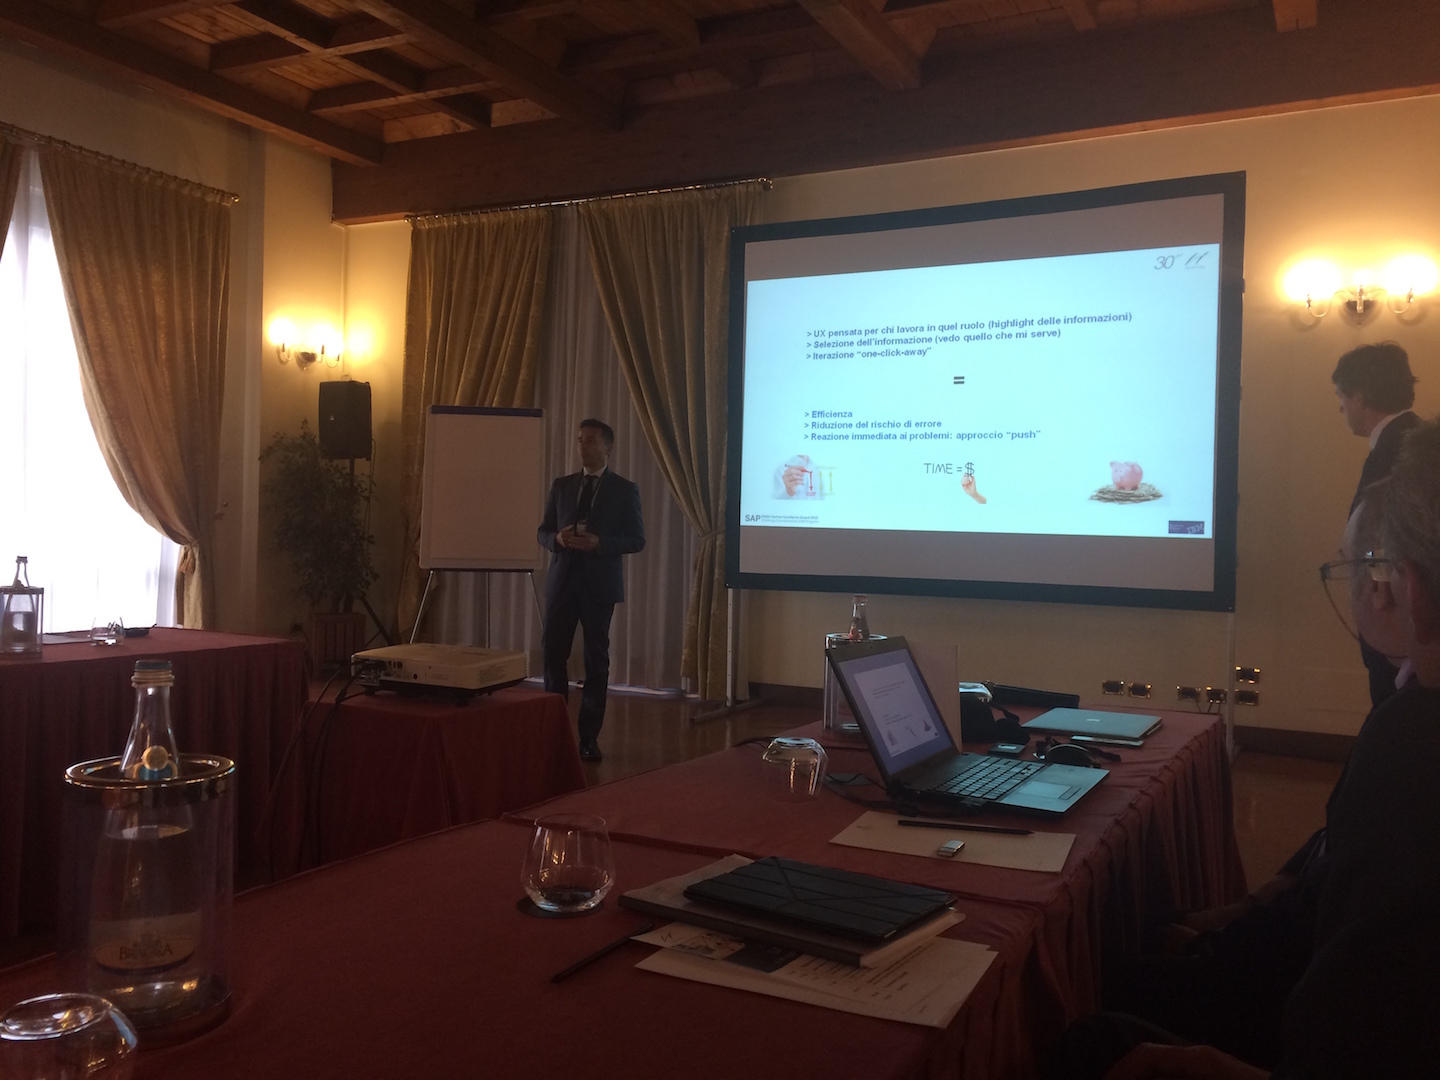 30
> UX pensata per chi lavora in quel ruolo (highlight delle informazioni)
> Selezione dell'informazione (vedo quello che mi serve)
> Iterazione "one-click-away"
=
> Efficienza
> Riduzione del rischio di errore
> Reazione immediata ai problemi: approccio "push"
TIME = $
SAP